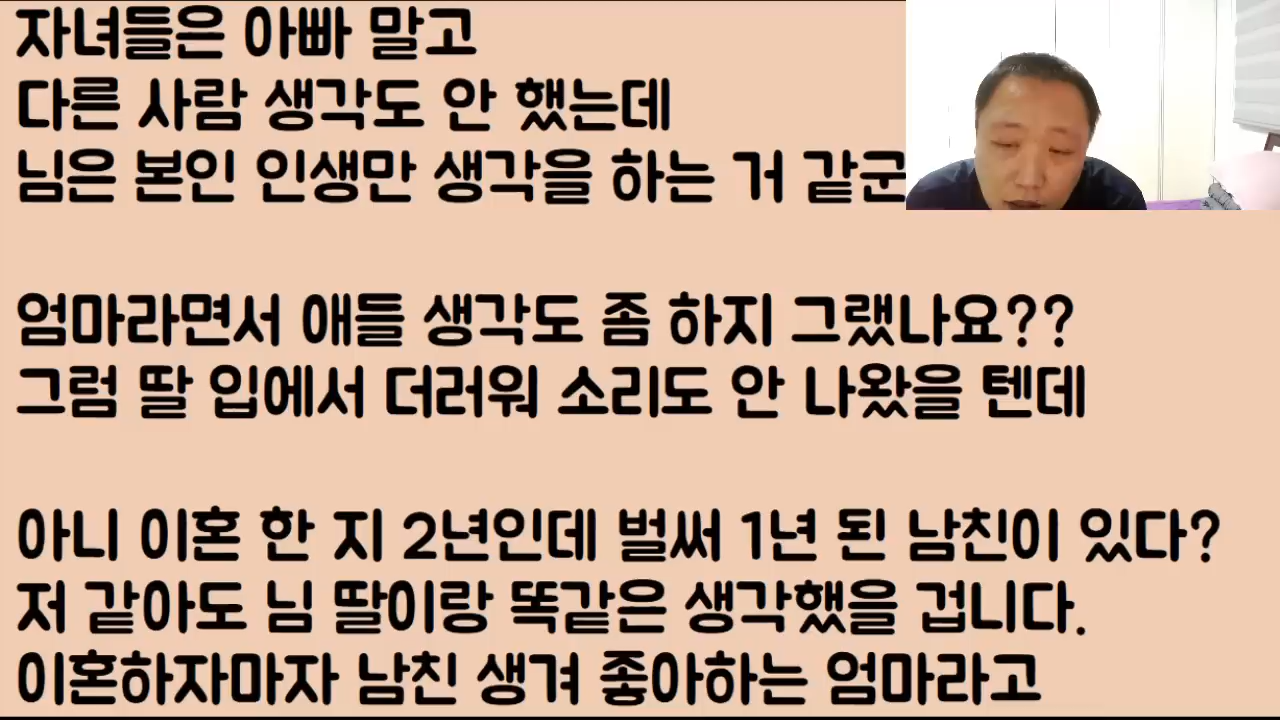 자녀들은 아빠 말고
다른 사람 생각도 안 했는데
님은 본인 인생만 생각을 하는 거 같군
엄마라면서 애들 생각도 좀 하지 그랬나요??
그럼 딸 입에서 더러워 소리도 안 나왔을 텐데
아니 이혼 한 지 2년인데 벌써 1년 된 남친이 있다?
저 같아도 님 딸이랑 똑같은 생각했을 겁니다.
이혼하자마자 남친 생겨 좋아하는 엄마라고